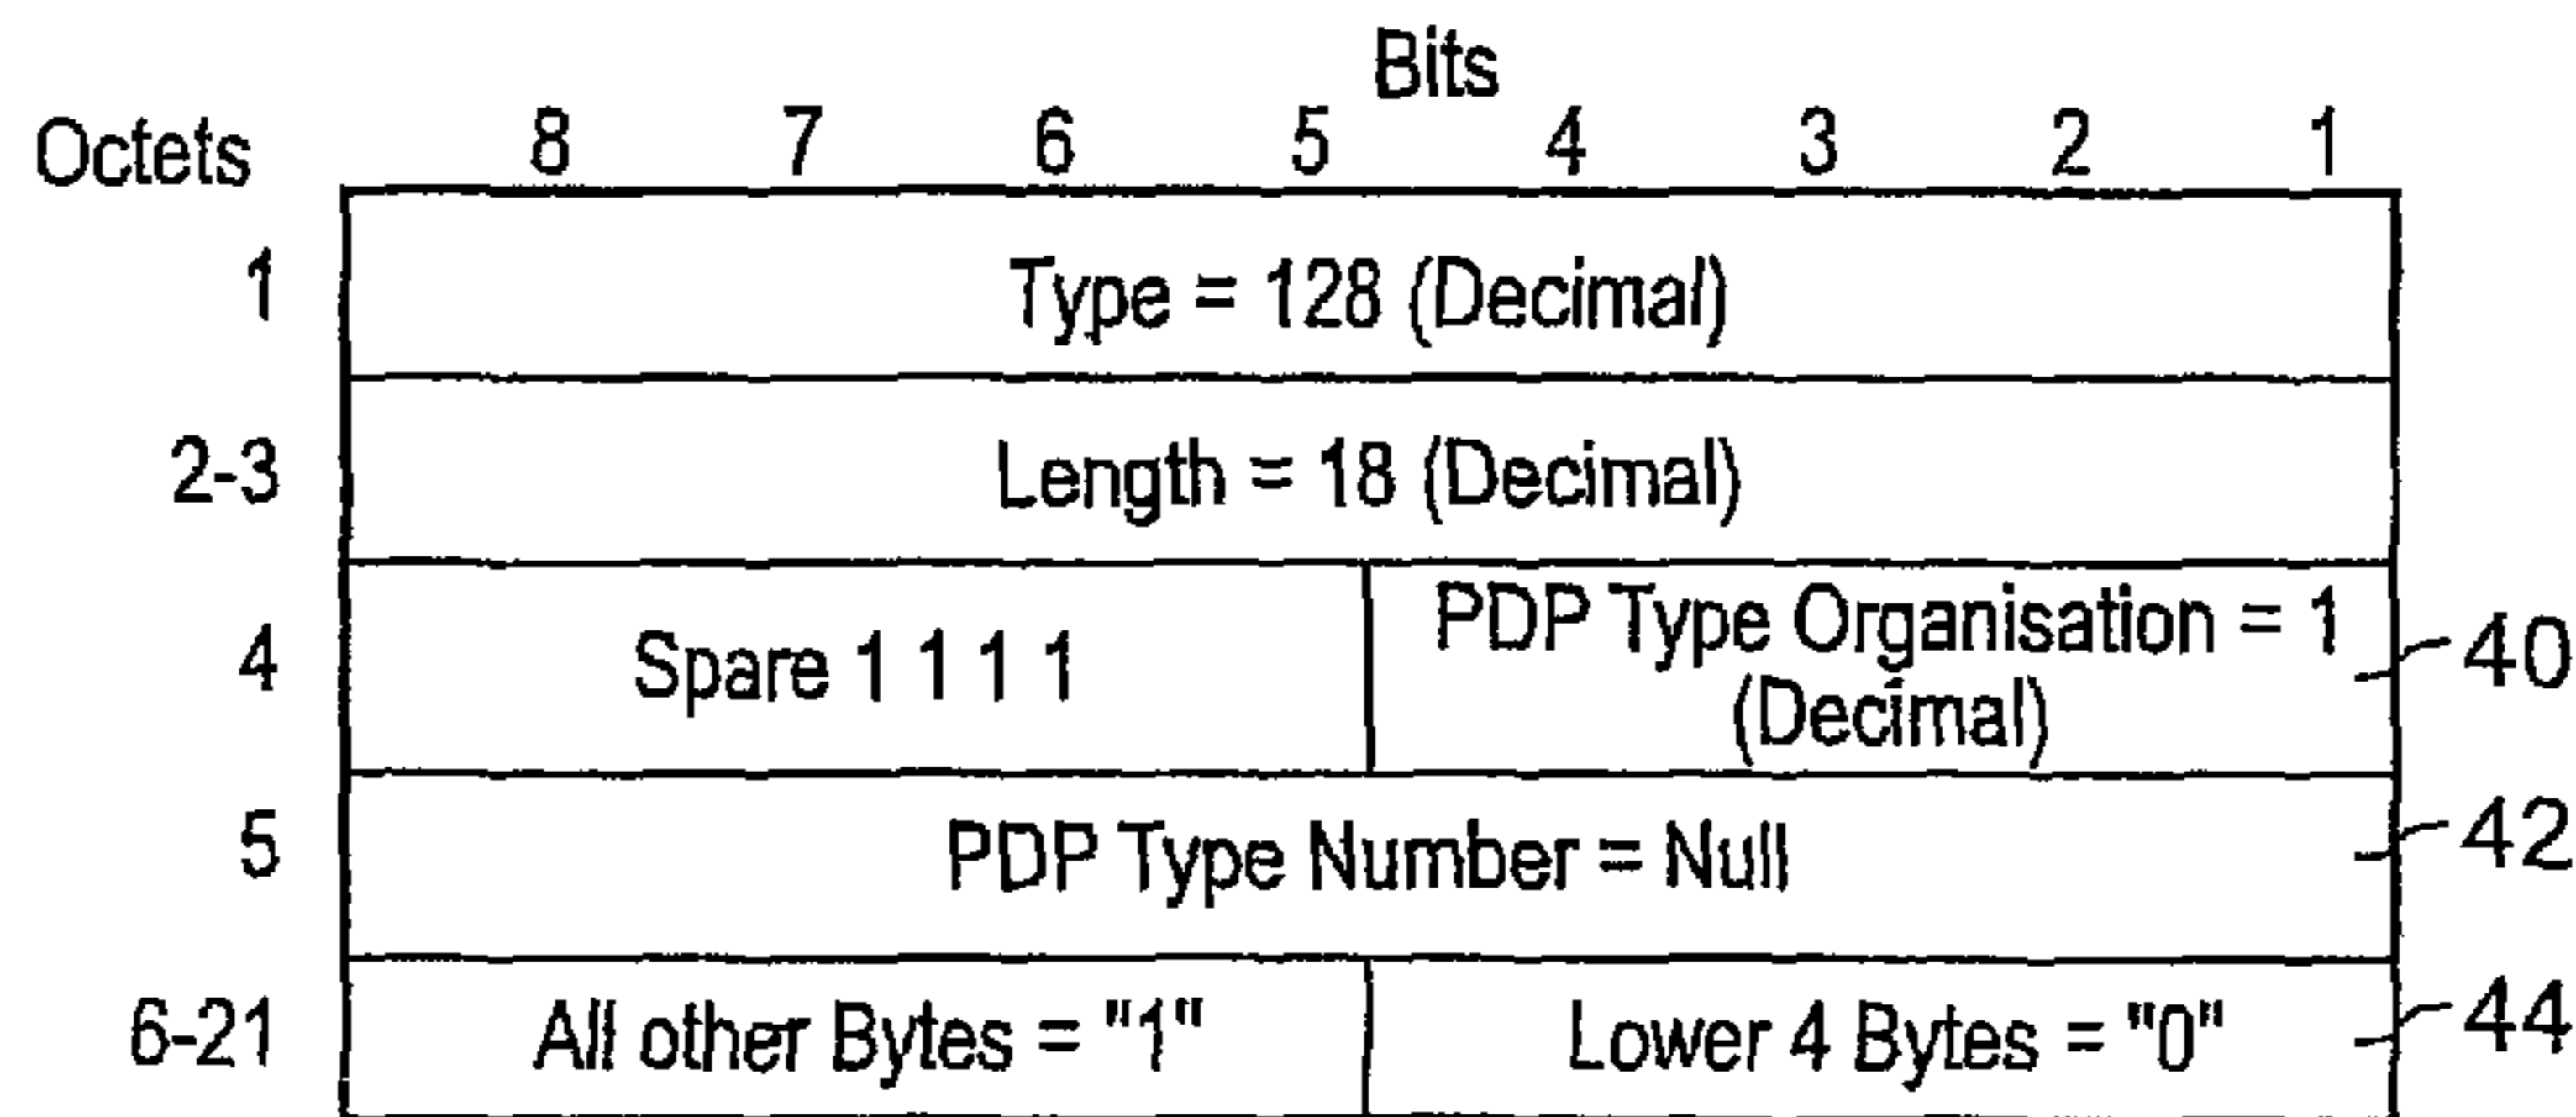 Bits
Octets 8 7 6 5 4 3 2 1
1 Type = 128 (Decimal)
2-3 Length = 18 (Decimal)
4 Spare 1 1 1 1 PDP Type Organisation = 1
(Decimal) 40
5 PDP Type Number = Null 42
6-21 All other Bytes = "1" Lower 4 Bytes = "0" 44